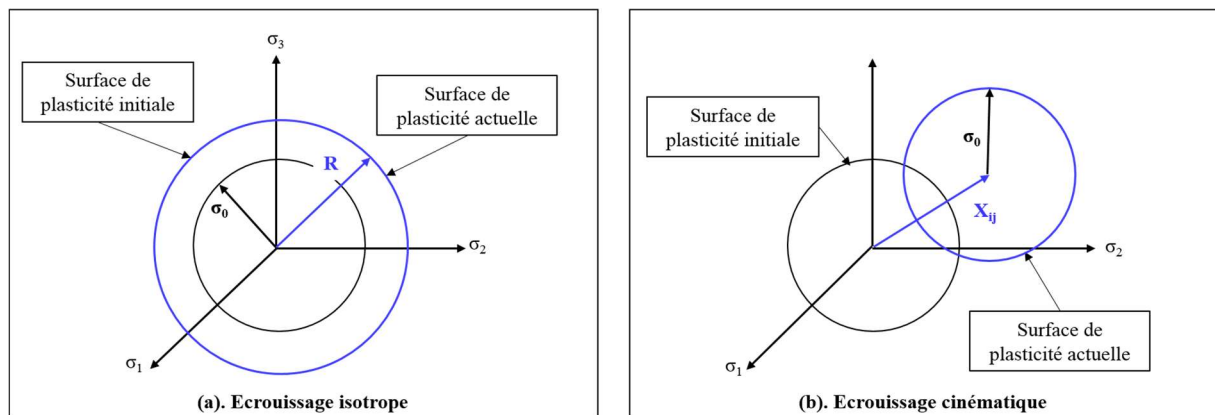 σ3
Surface de
plasticité initiale
Surface de
plasticité actuelle
R
σ0
σ2
σ1
(a). Ecrouissage isotrope
Surface de
plasticité initiale
σ0
Xij
σ2
Surface de
plasticité actuelle
σ1
(b). Ecrouissage cinématique